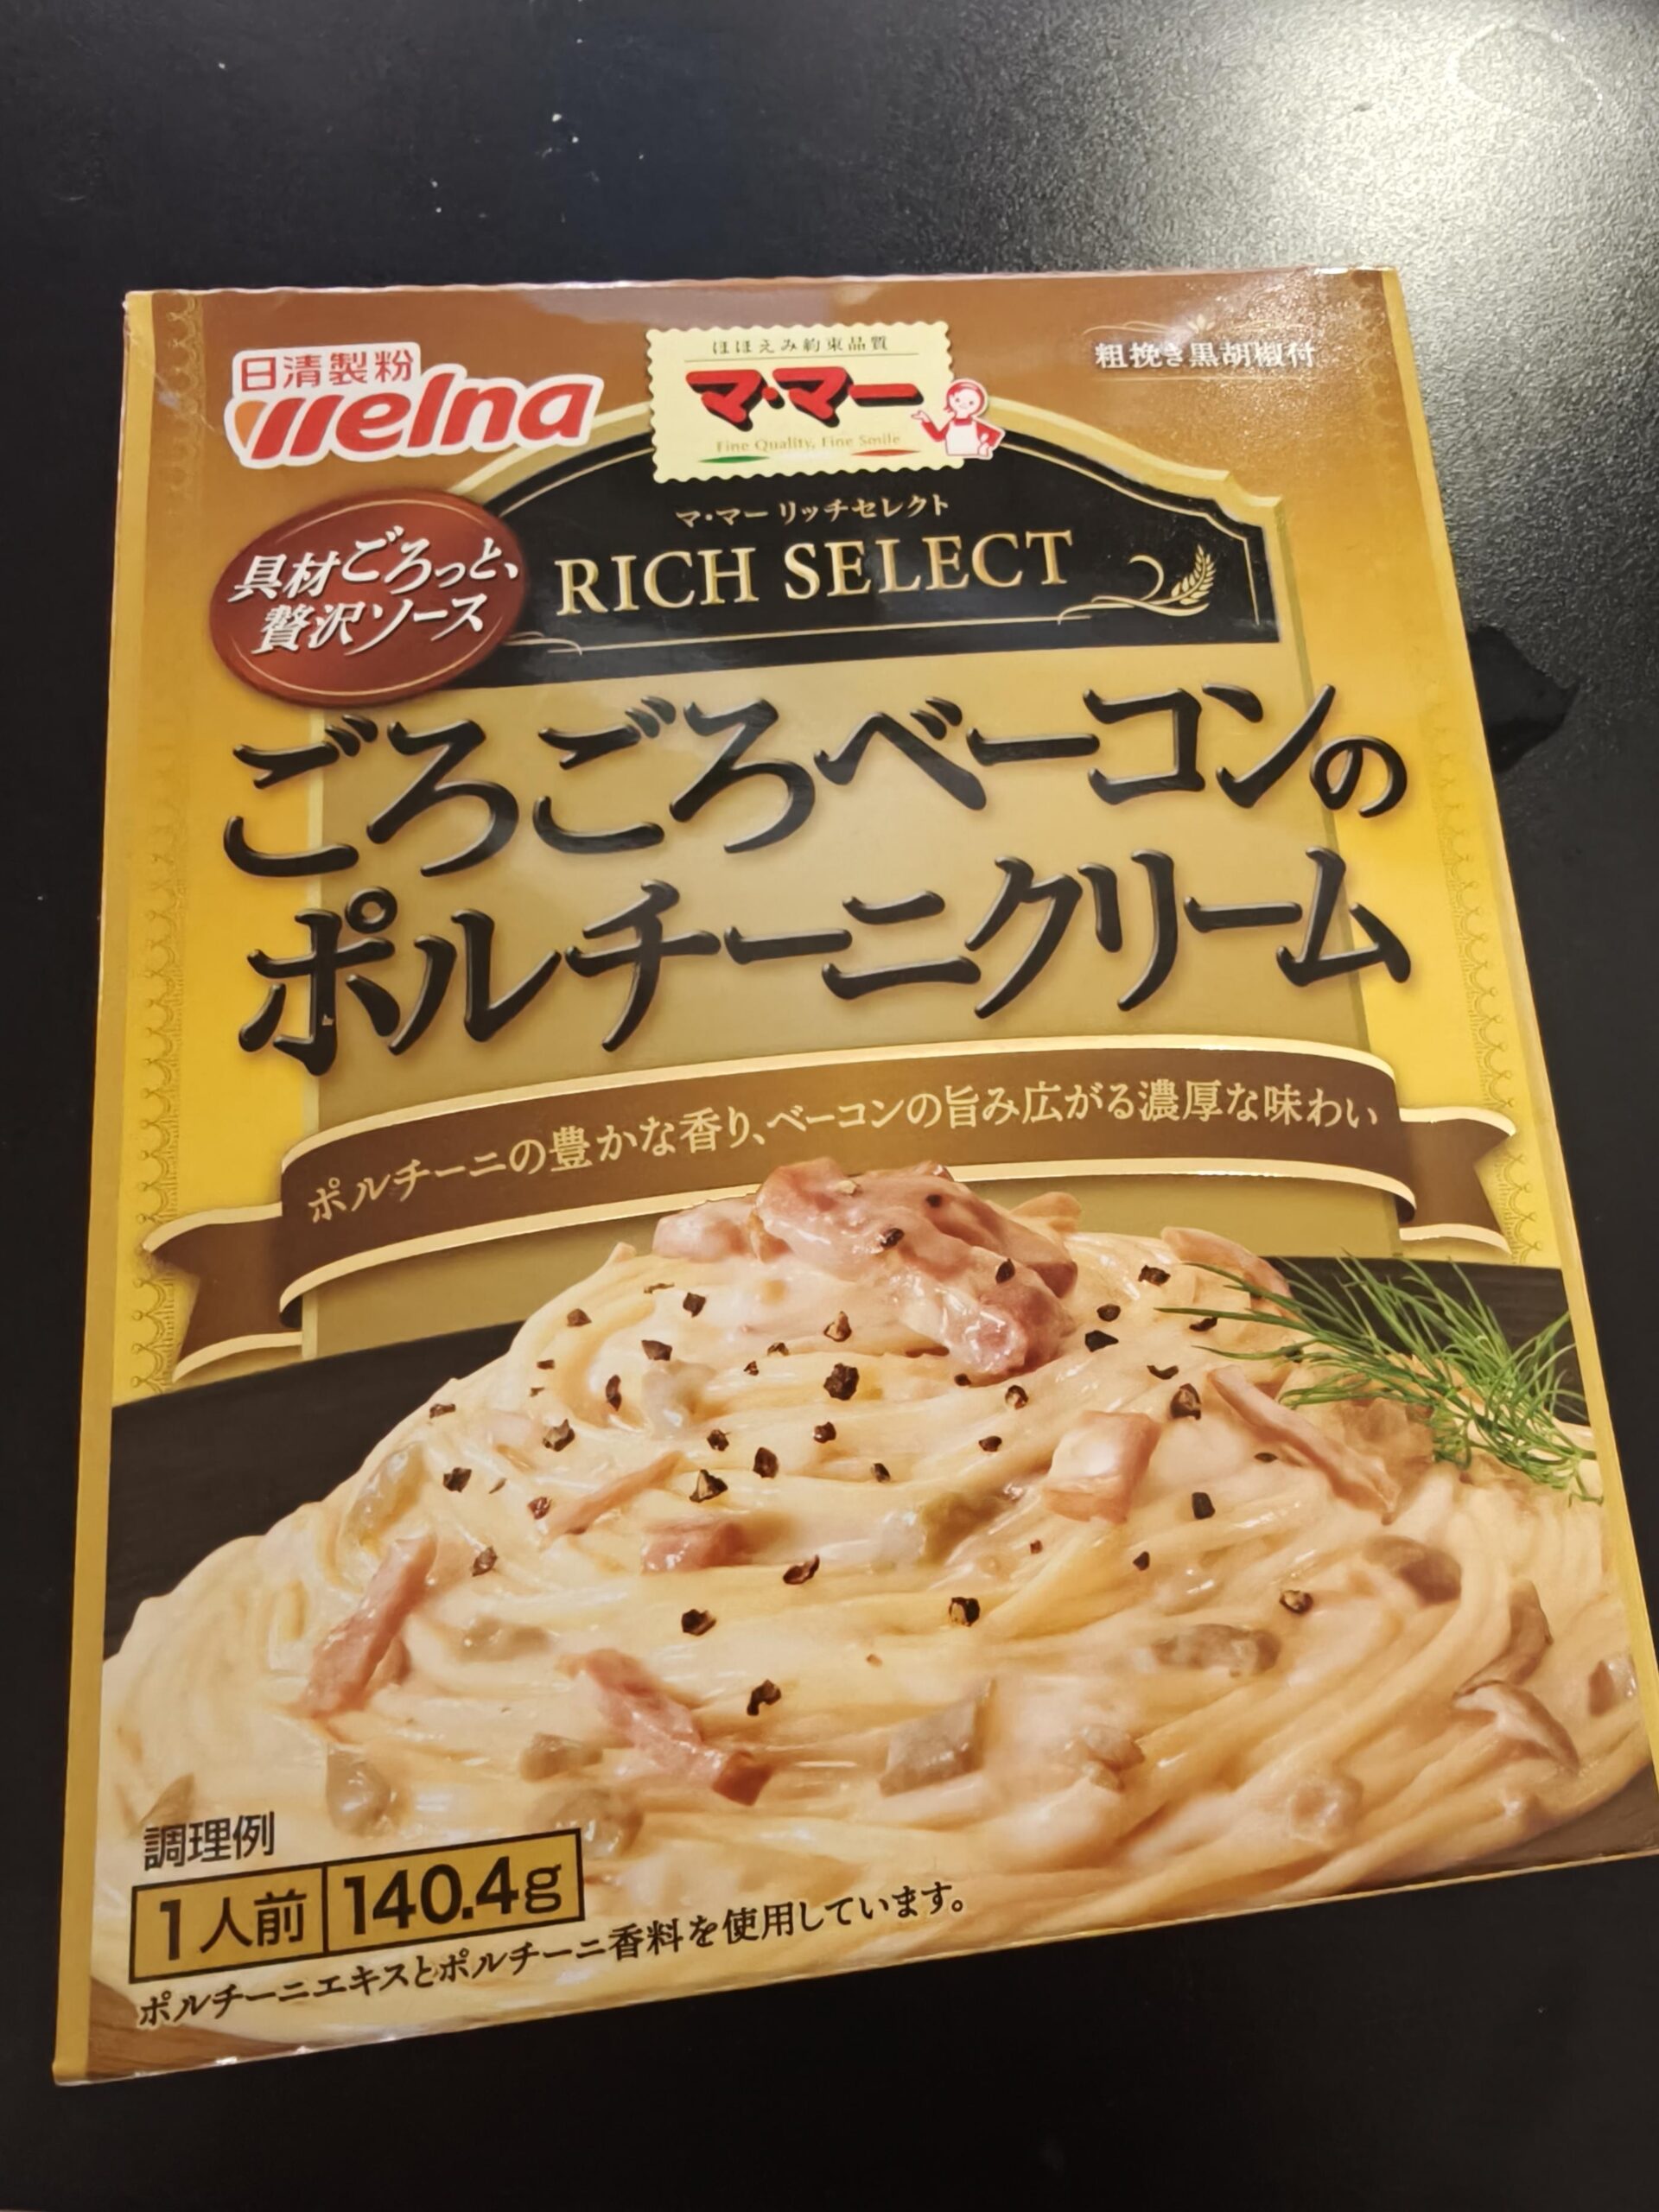 日清製粉
Welna
ほほえみ約束品質
マ・マー
Fine Quality, Fine Smile
粗挽き黒胡椒付
マ・マー リッチセレクト
RICH SELECT
具材ごろっと、
贅沢ソース
ごろごろベーコンの
ポルチーニクリーム
ポルチーニの豊かな香り、ベーコンの旨み広がる濃厚な味わい
調理例
1人前 140.4g
ポルチーニエキスとポルチーニ香料を使用しています。